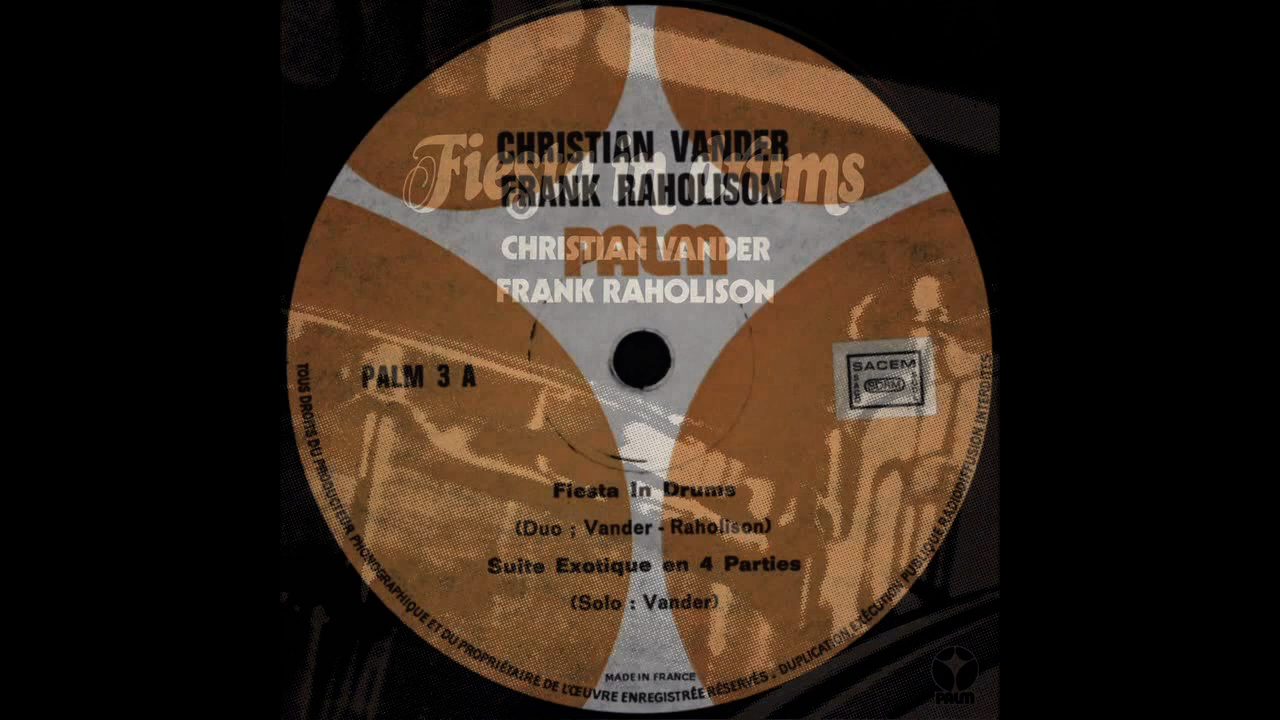 CHRISTIAN VANDER
FRANK RAHOLISON
Fiesta in drums
PALM
CHRISTIAN VANDER
FRANK RAHOLISON
PALM 3 A
SACEM
SDRM
Fiesta In Drums
(Duo ; Vander - Raholison)
Suite Exotique en 4 Parties
(Solo : Vander)
MADE IN FRANCE
TOUS DROITS DU PRODUCTEUR PHONOGRAPHIQUE ET DU PROPRIÉTAIRE DE L'ŒUVRE ENREGISTRÉE RÉSERVÉS . DUPLICATION EXÉCUTION PUBLIQUE RADIODIFFUSION INTERDITES
PALM